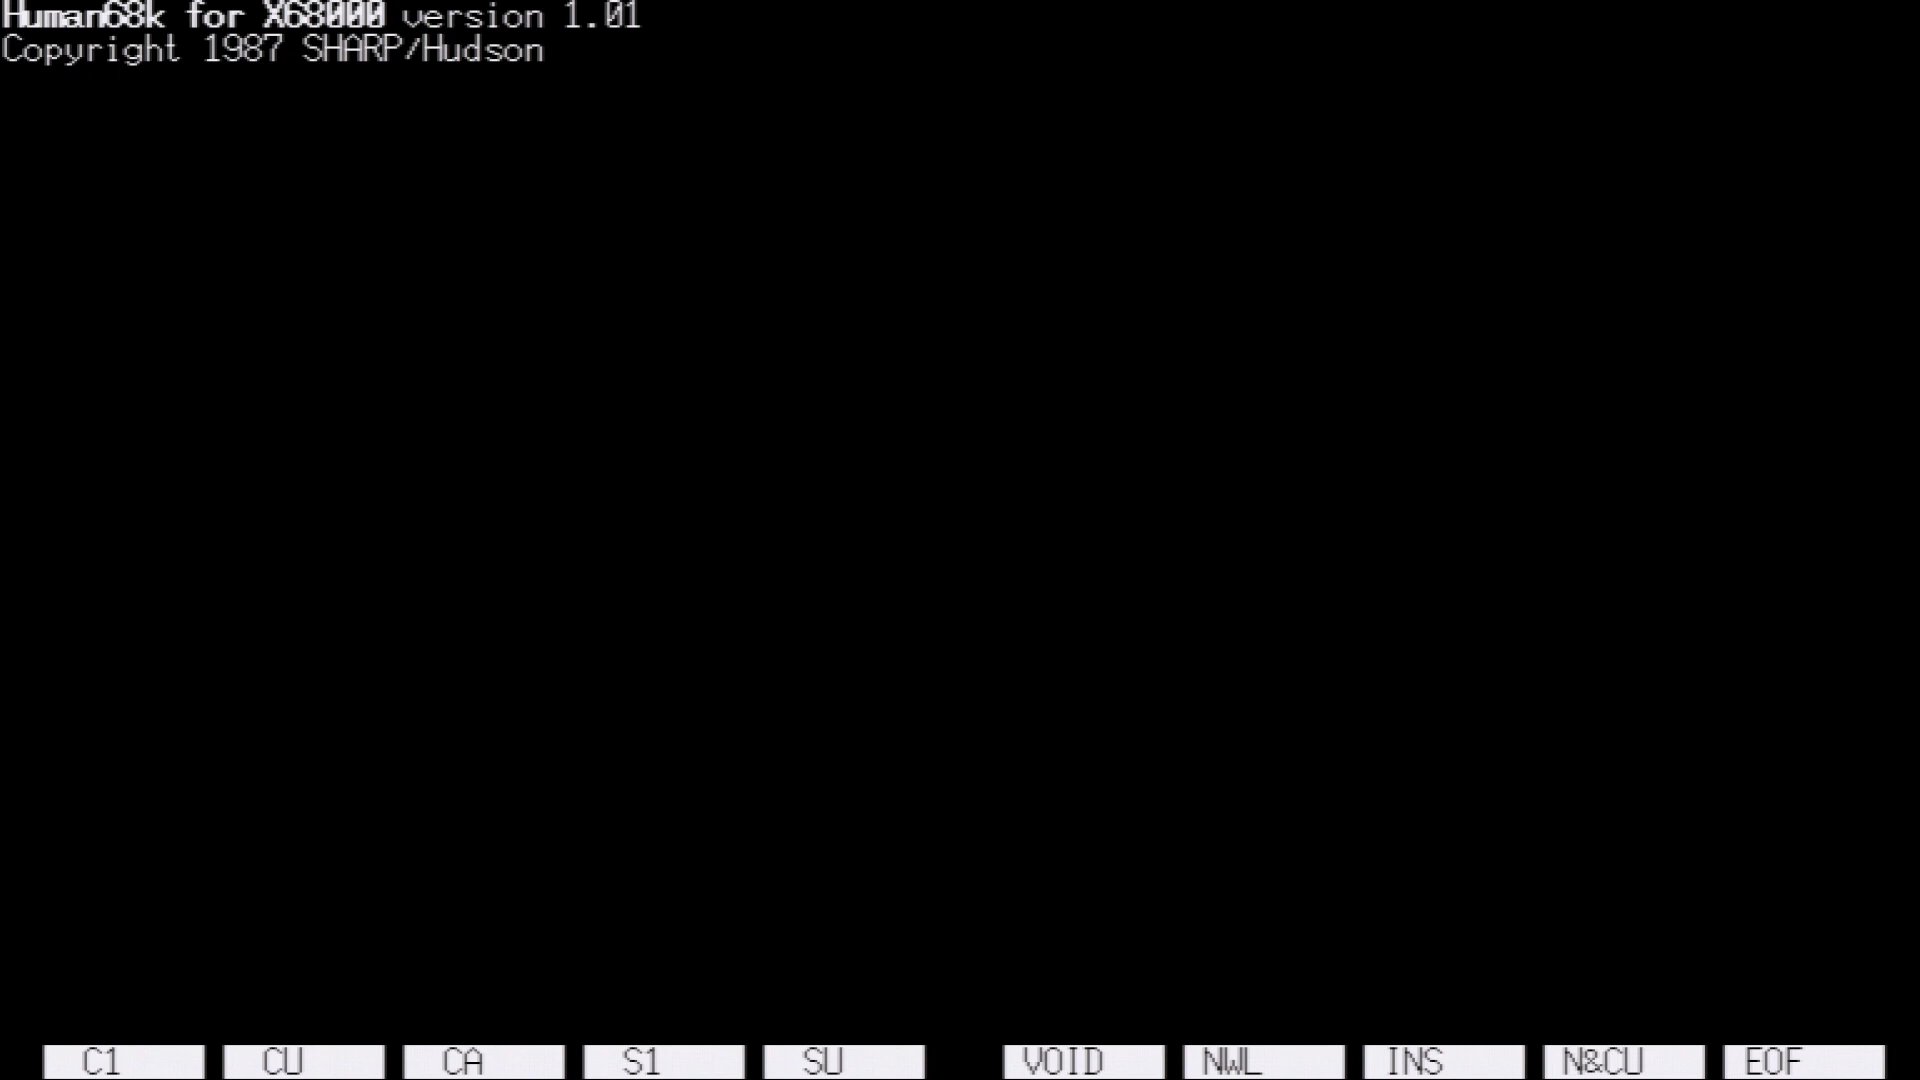 Human68k for X68000 version 1.01
Copyright 1987 SHARP/Hudson
C1 CU CA S1 SU VOID NWL INS N&CU EOF